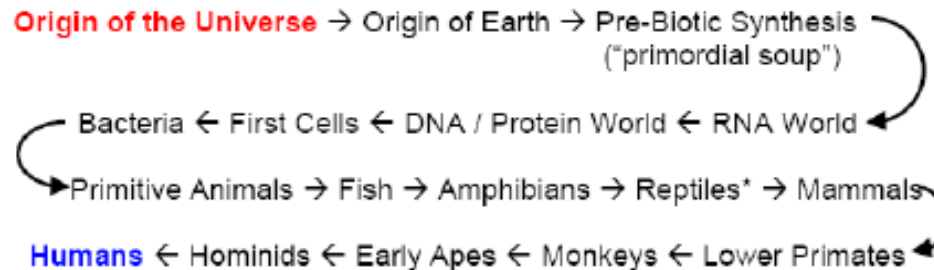 Origin of the Universe → Origin of Earth → Pre-Biotic Synthesis
("primordial soup")
Bacteria ← First Cells ← DNA / Protein World ← RNA World
Primitive Animals → Fish → Amphibians → Reptiles* → Mammals
Humans ← Hominids ← Early Apes ← Monkeys ← Lower Primates